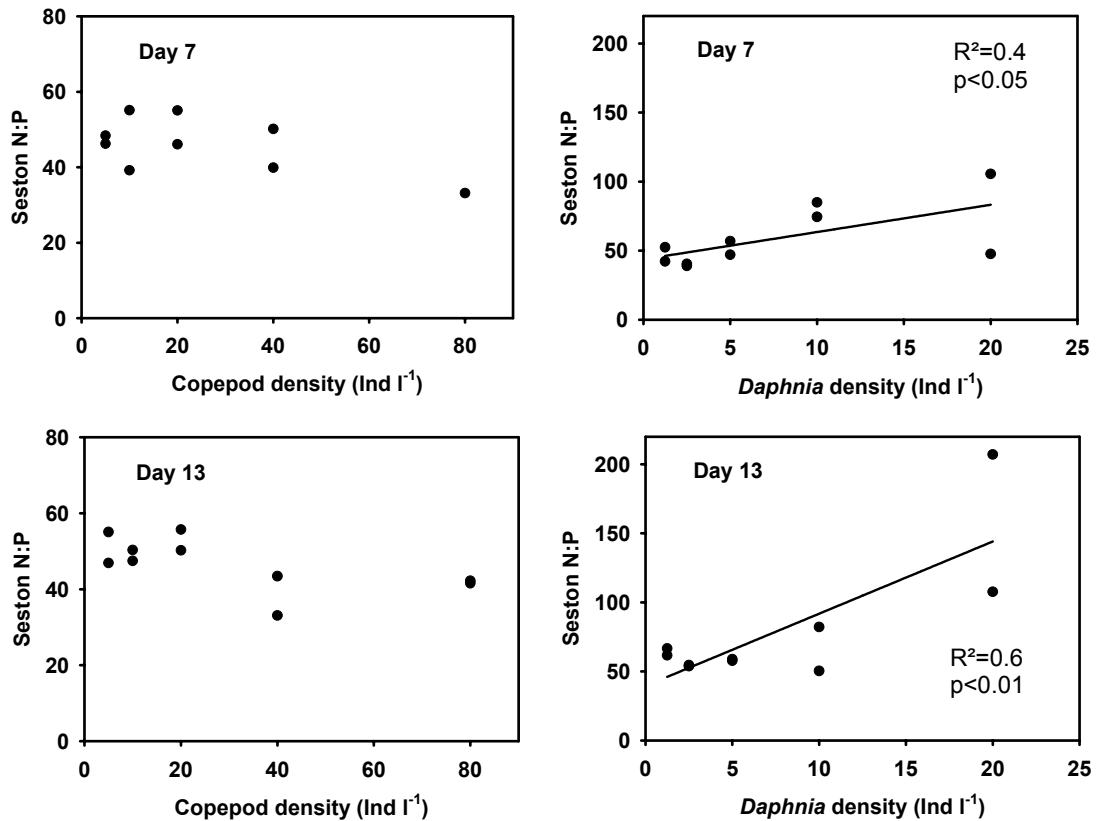 80
60
40
20
0
Seston N:P
Day 7
0 20 40 60 80
Copepod density (Ind l⁻¹)
200
150
100
50
0
Seston N:P
Day 7
R²=0.4
p<0.05
0 5 10 15 20 25
Daphnia density (Ind l⁻¹)
80
60
40
20
0
Seston N:P
Day 13
0 20 40 60 80
Copepod density (Ind l⁻¹)
200
150
100
50
0
Seston N:P
Day 13
R²=0.6
p<0.01
0 5 10 15 20 25
Daphnia density (Ind l⁻¹)